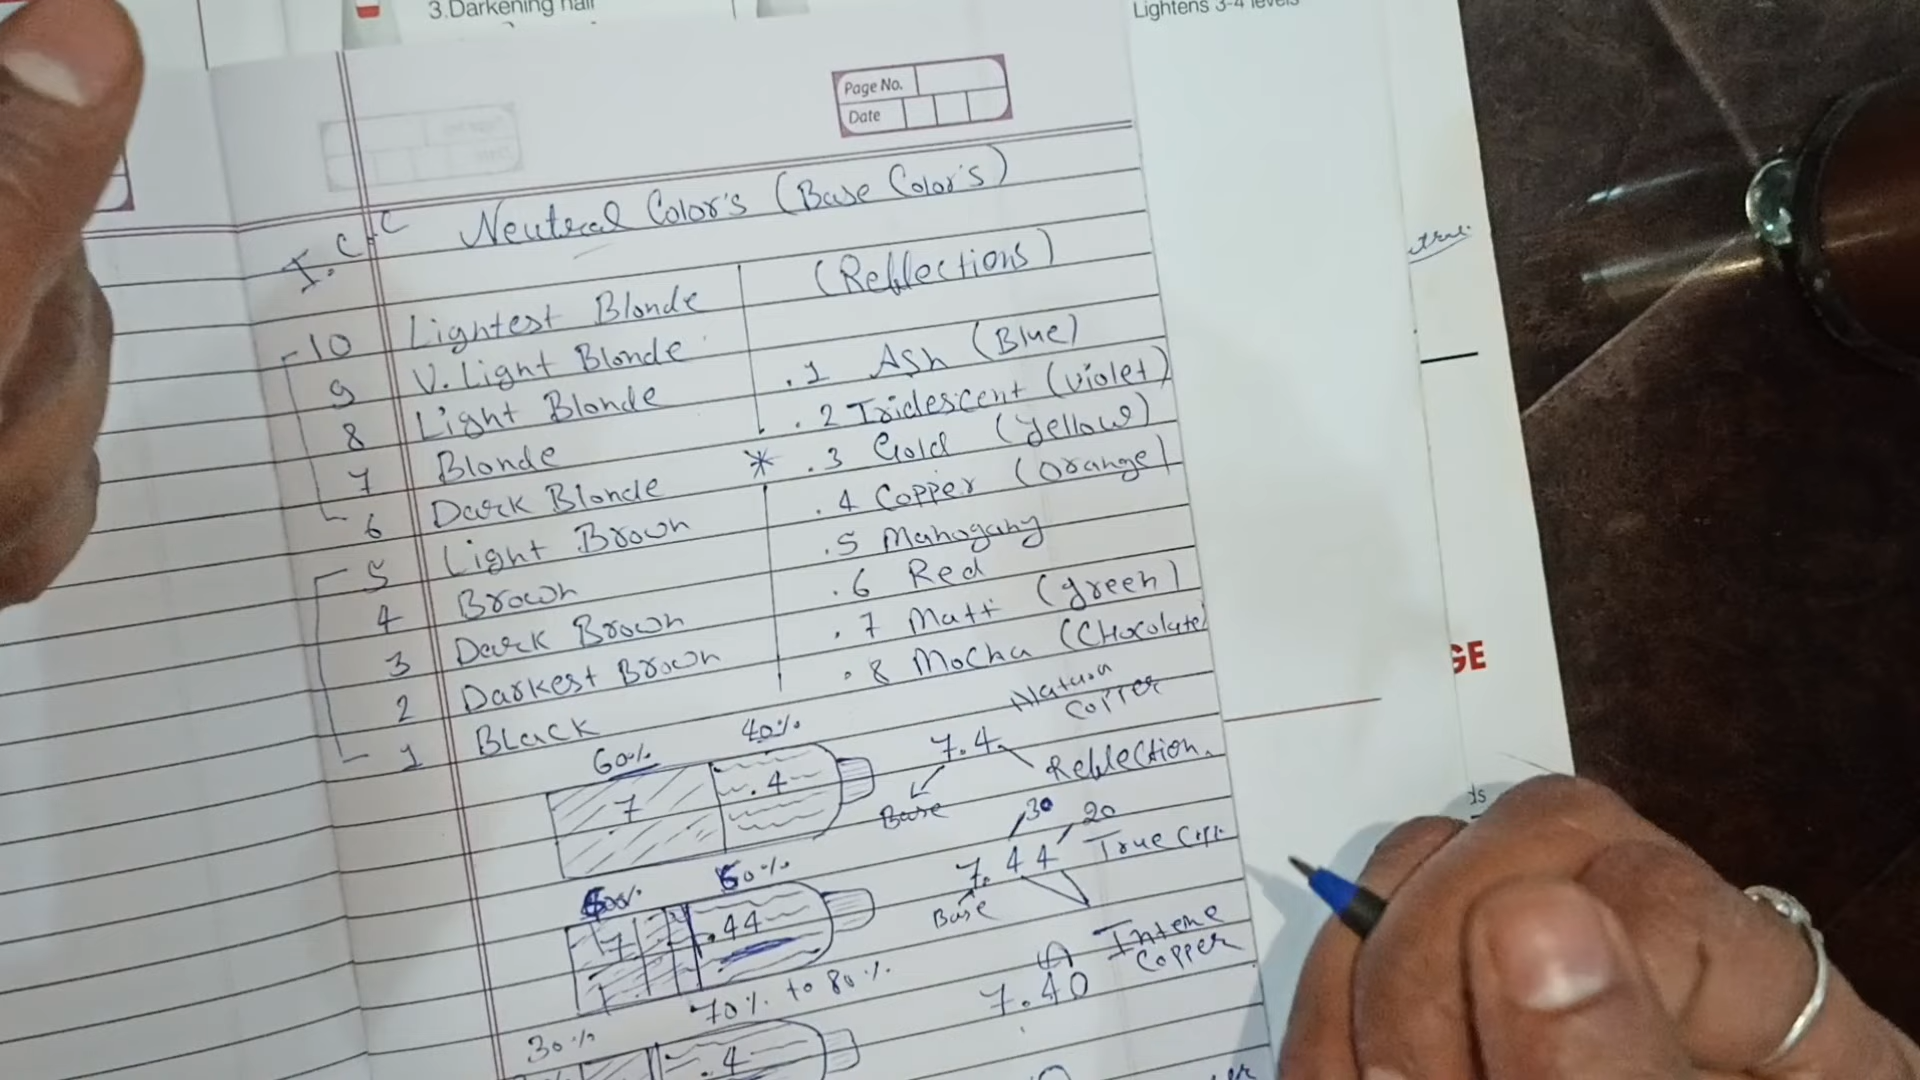 3.Darkening hair
Lightens 3-4 levels
Page No.
Date
I.C.C Neutral Color's (Base Color's)
(Reflections)
10 Lightest Blonde
9 V.Light Blonde
8 Light Blonde
7 Blonde
6 Dark Blonde
5 Light Brown
4 Brown
3 Dark Brown
2 Darkest Brown
1 Black
.1 Ash (Blue)
.2 Iridescent (violet)
* .3 Gold (Yellow)
.4 Copper (Orange)
.5 Mahogany
.6 Red
.7 Matt (green)
.8 Mocha (CHocolate)
60% 40%
7 .4
7.4
Copper
Base Reflection.
60%
7 .44
30 20
7.44 True
Base
Intense
Copper
7.40
30% 70% to 80%
.4
GE